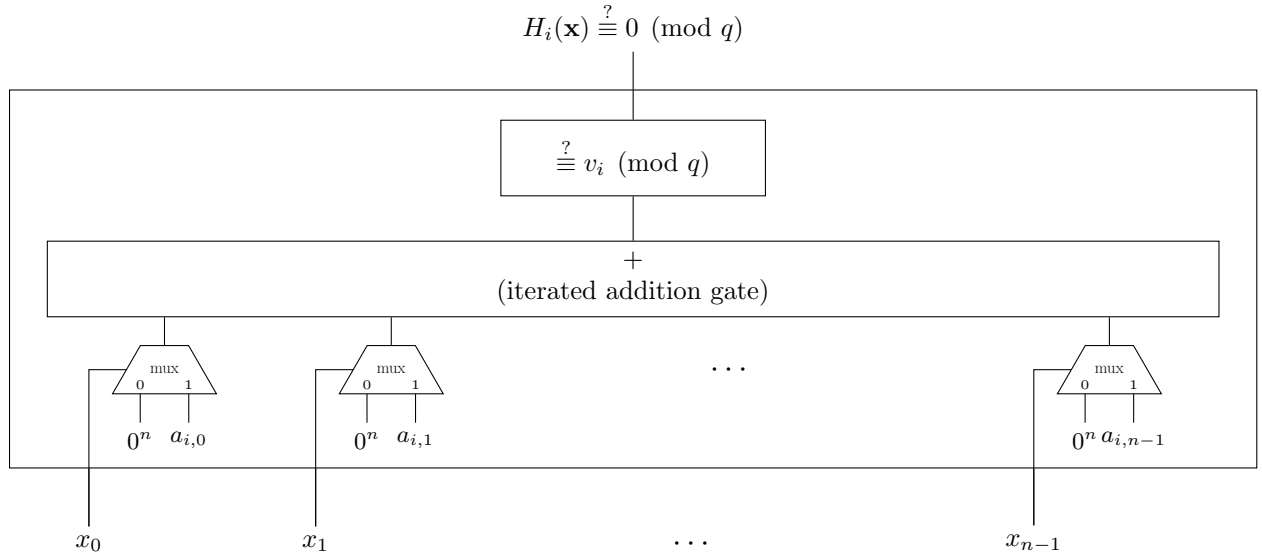 H_i(𝐱) ≟≡ 0 (mod q)
≟≡ v_i (mod q)
+
(iterated addition gate)
mux mux mux
0 1 0 1 0 1
0^n a_{i,0} 0^n a_{i,1} ... 0^n a_{i,n−1}
x_0 x_1 ... x_{n−1}